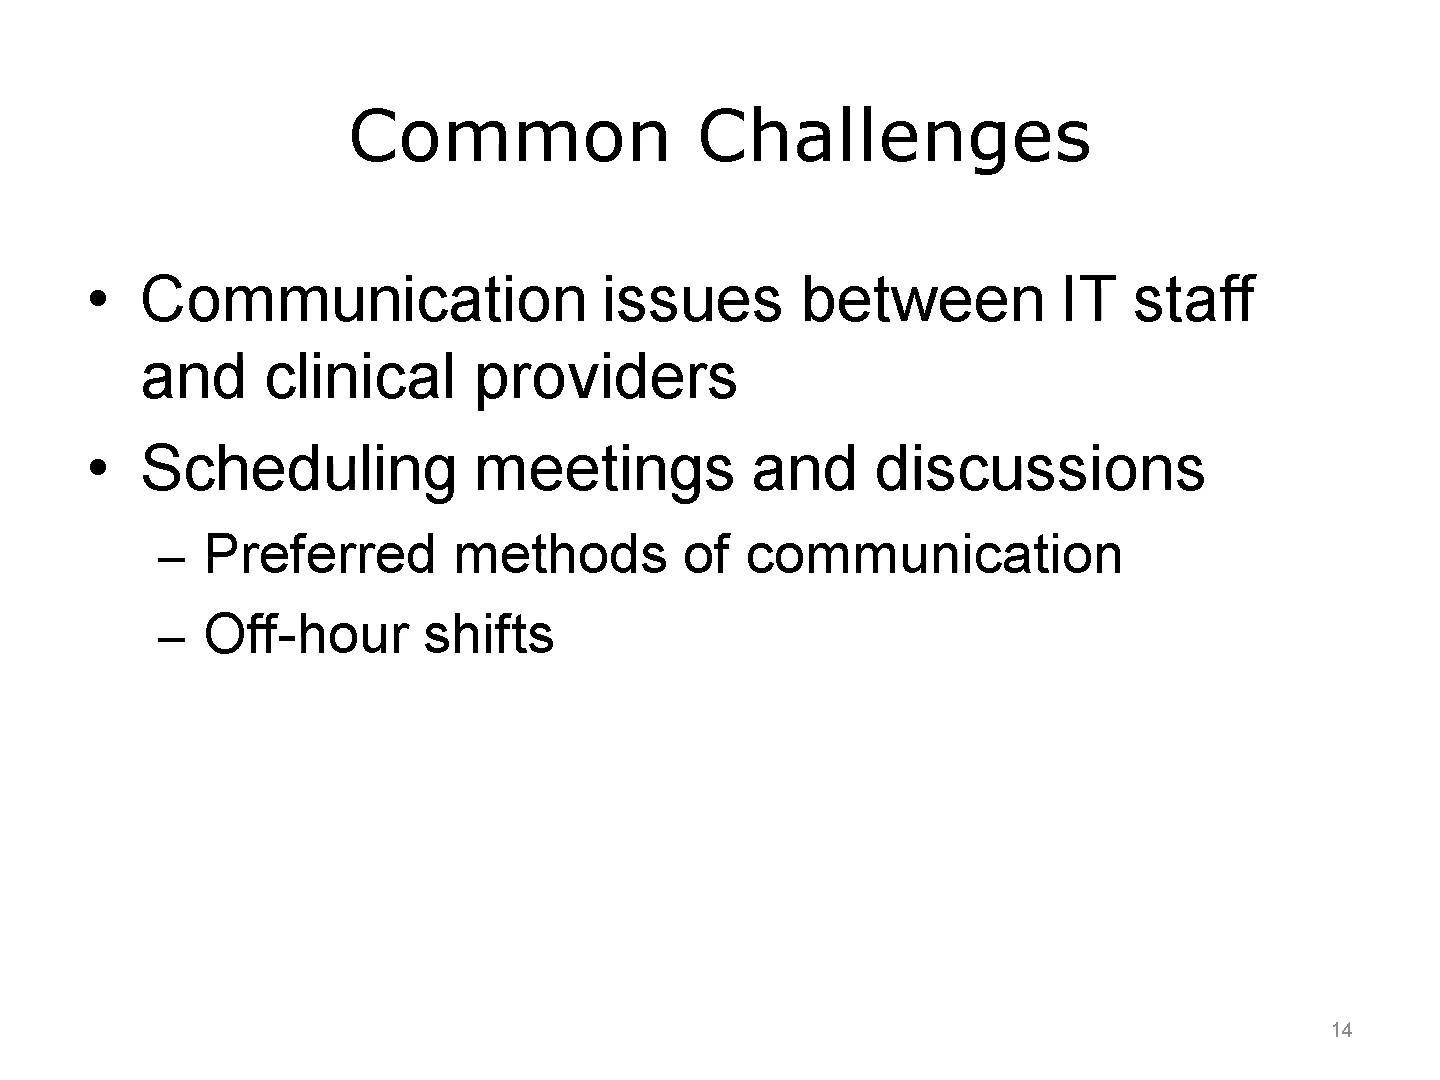 Common Challenges
• Communication issues between IT staff
and clinical providers
• Scheduling meetings and discussions
– Preferred methods of communication
– Off-hour shifts
14